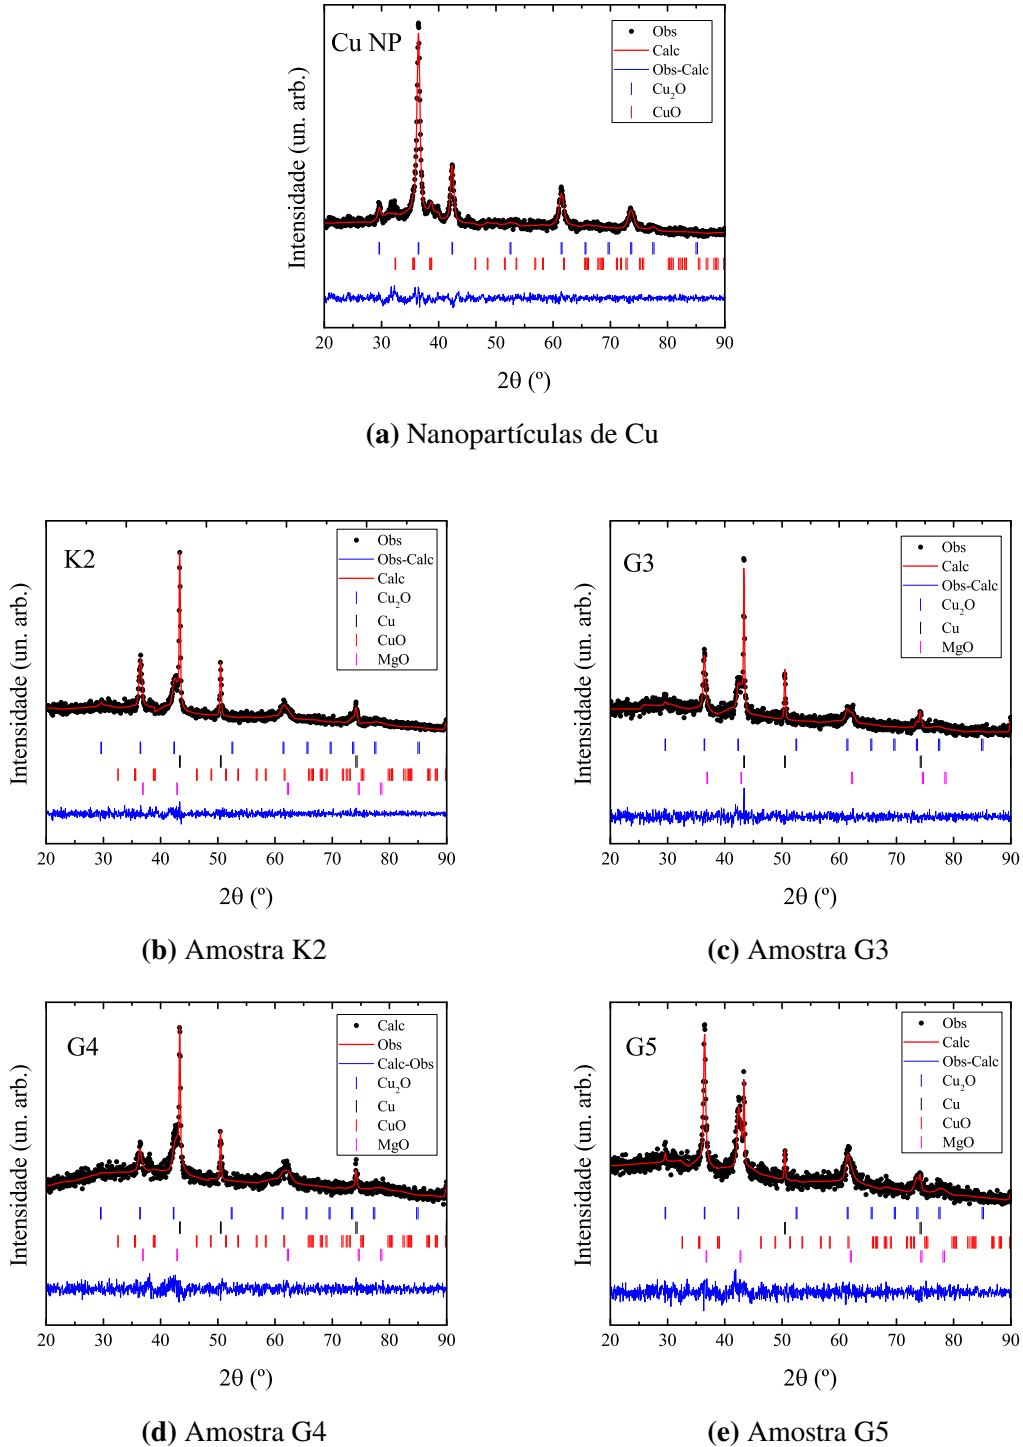 Cu NP
Obs
Calc
Obs-Calc
Cu2O
CuO
Intensidade (un. arb.)
20 30 40 50 60 70 80 90
2θ (º)
(a) Nanopartículas de Cu
K2
Obs
Obs-Calc
Calc
Cu2O
Cu
CuO
MgO
Intensidade (un. arb.)
20 30 40 50 60 70 80 90
2θ (º)
(b) Amostra K2
G3
Obs
Calc
Obs-Calc
Cu2O
Cu
MgO
Intensidade (un. arb.)
20 30 40 50 60 70 80 90
2θ (º)
(c) Amostra G3
G4
Calc
Obs
Calc-Obs
Cu2O
Cu
CuO
MgO
Intensidade (un. arb.)
20 30 40 50 60 70 80 90
2θ (º)
(d) Amostra G4
G5
Obs
Calc
Obs-Calc
Cu2O
Cu
CuO
MgO
Intensidade (un. arb.)
20 30 40 50 60 70 80 90
2θ (º)
(e) Amostra G5